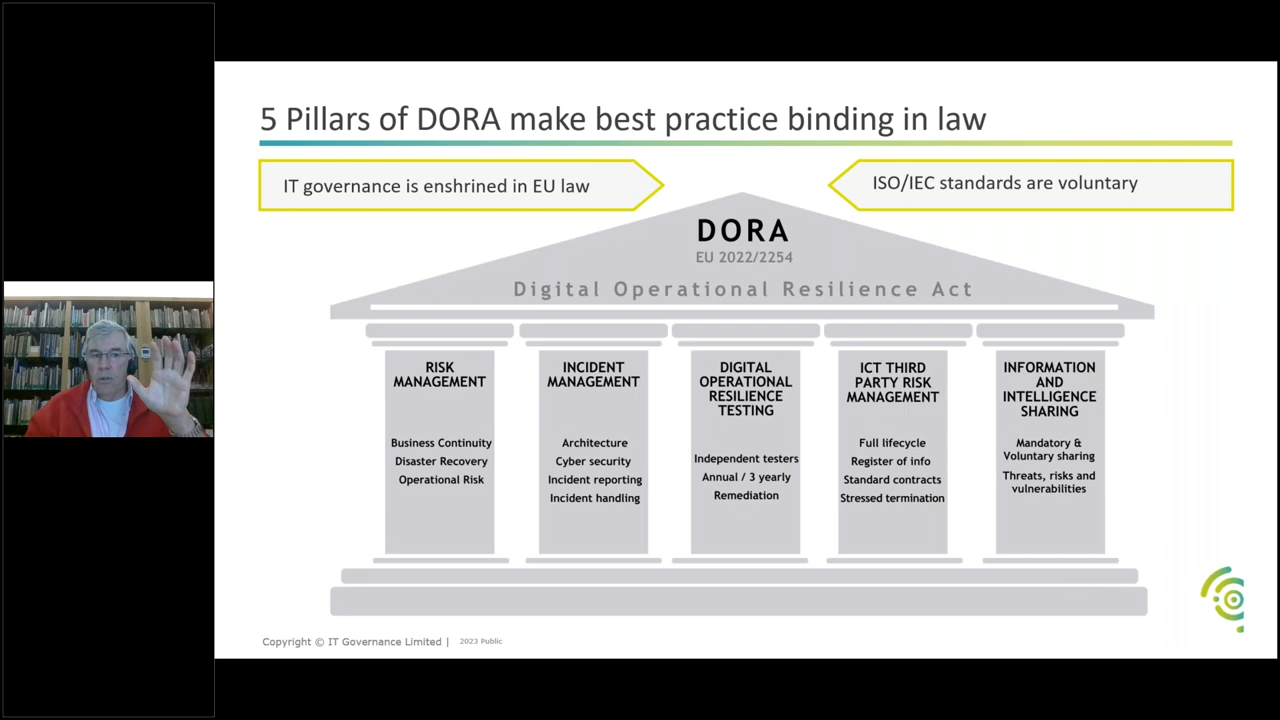 5 Pillars of DORA make best practice binding in law
IT governance is enshrined in EU law
ISO/IEC standards are voluntary
DORA
EU 2022/2254
Digital Operational Resilience Act
RISK
MANAGEMENT
Business Continuity
Disaster Recovery
Operational Risk
INCIDENT
MANAGEMENT
Architecture
Cyber security
Incident reporting
Incident handling
DIGITAL
OPERATIONAL
RESILIENCE
TESTING
Independent testers
Annual / 3 yearly
Remediation
ICT THIRD
PARTY RISK
MANAGEMENT
Full lifecycle
Register of info
Standard contracts
Stressed termination
INFORMATION
AND
INTELLIGENCE
SHARING
Mandatory &
Voluntary sharing
Threats, risks and
vulnerabilities
Copyright © IT Governance Limited | 2023 Public